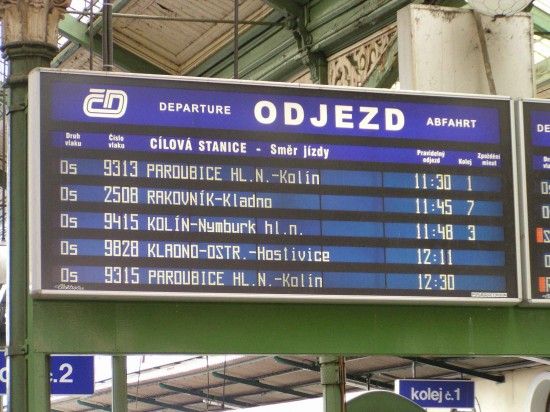 ČD DEPARTURE ODJEZD ABFAHRT
Druh vlaku Číslo vlaku CÍLOVÁ STANICE - Směr jízdy Pravidelný odjezd Kolej Zpoždění minut
Os 9313 PARDUBICE HL.N.-Kolín 11:30 1
Os 2508 RAKOVNÍK-Kladno 11:45 7
Os 9415 KOLÍN-Nymburk hl.n. 11:48 3
Os 9828 KLADNO-OSTR.-Hostivice 12:11
Os 9315 PARDUBICE HL.N.-Kolín 12:30
č.2
kolej č.1